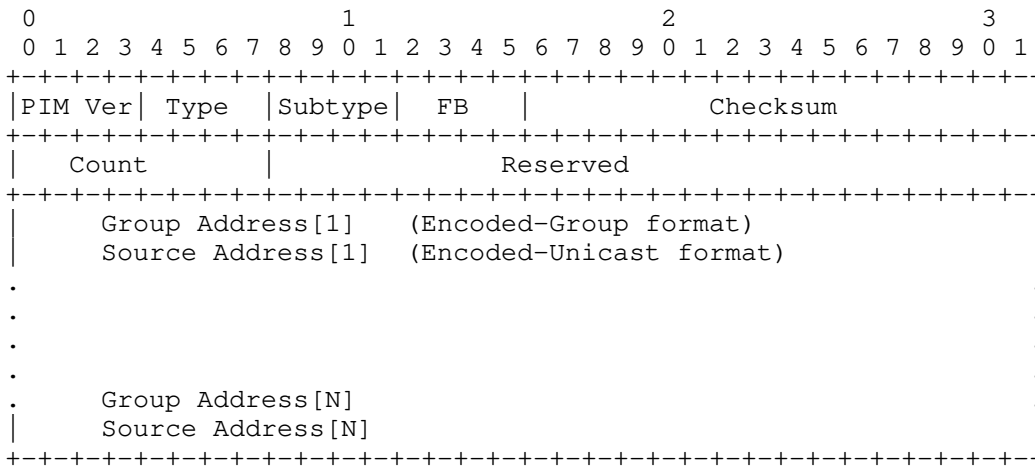 0                   1                   2                   3
 0 1 2 3 4 5 6 7 8 9 0 1 2 3 4 5 6 7 8 9 0 1 2 3 4 5 6 7 8 9 0 1
+-+-+-+-+-+-+-+-+-+-+-+-+-+-+-+-+-+-+-+-+-+-+-+-+-+-+-+-+-+-+-+-
|PIM Ver| Type  |Subtype|  FB   |           Checksum
+-+-+-+-+-+-+-+-+-+-+-+-+-+-+-+-+-+-+-+-+-+-+-+-+-+-+-+-+-+-+-+-
|   Count       |              Reserved
+-+-+-+-+-+-+-+-+-+-+-+-+-+-+-+-+-+-+-+-+-+-+-+-+-+-+-+-+-+-+-+-
|     Group Address[1]   (Encoded-Group format)
|     Source Address[1]  (Encoded-Unicast format)
.
.
.
.
.     Group Address[N]
|     Source Address[N]
+-+-+-+-+-+-+-+-+-+-+-+-+-+-+-+-+-+-+-+-+-+-+-+-+-+-+-+-+-+-+-+-